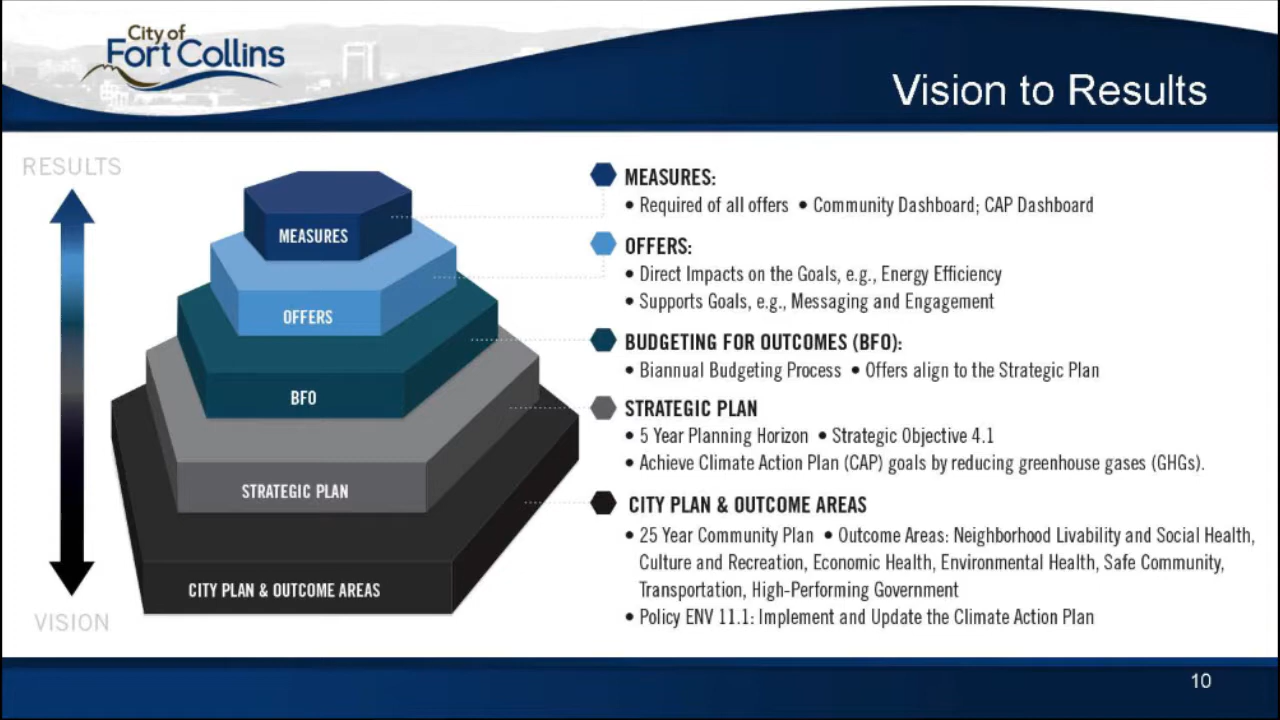 City of
Fort Collins
Vision to Results
RESULTS
VISION
MEASURES
OFFERS
BFO
STRATEGIC PLAN
CITY PLAN & OUTCOME AREAS
MEASURES:
• Required of all offers • Community Dashboard; CAP Dashboard
OFFERS:
• Direct Impacts on the Goals, e.g., Energy Efficiency
• Supports Goals, e.g., Messaging and Engagement
BUDGETING FOR OUTCOMES (BFO):
• Biannual Budgeting Process • Offers align to the Strategic Plan
STRATEGIC PLAN
• 5 Year Planning Horizon • Strategic Objective 4.1
• Achieve Climate Action Plan (CAP) goals by reducing greenhouse gases (GHGs).
CITY PLAN & OUTCOME AREAS
• 25 Year Community Plan • Outcome Areas: Neighborhood Livability and Social Health,
Culture and Recreation, Economic Health, Environmental Health, Safe Community,
Transportation, High-Performing Government
• Policy ENV 11.1: Implement and Update the Climate Action Plan
10